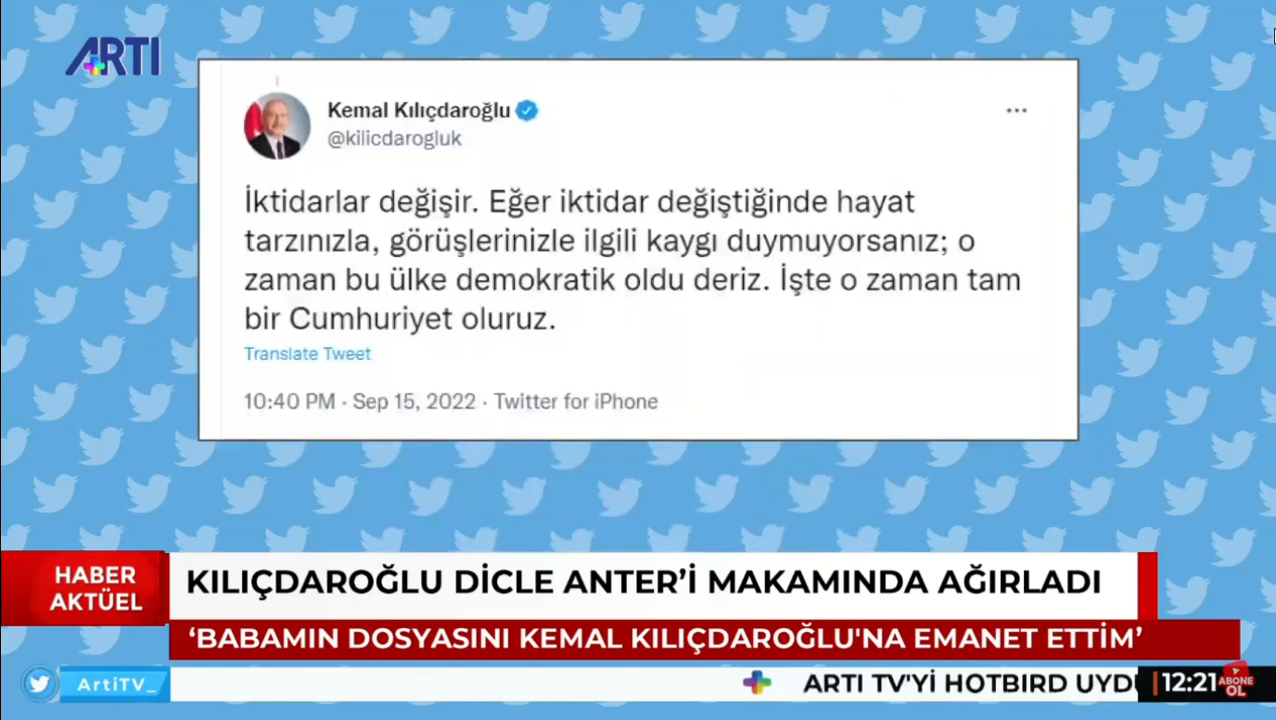 ARTI
Kemal Kılıçdaroğlu
@kilicdarogluk
İktidarlar değişir. Eğer iktidar değiştiğinde hayat
tarzınızla, görüşlerinizle ilgili kaygı duymuyorsanız; o
zaman bu ülke demokratik oldu deriz. İşte o zaman tam
bir Cumhuriyet oluruz.
Translate Tweet
10:40 PM · Sep 15, 2022 · Twitter for iPhone
HABER
AKTÜEL
KILIÇDAROĞLU DİCLE ANTER’İ MAKAMINDA AĞIRLADI
‘BABAMIN DOSYASINI KEMAL KILIÇDAROĞLU'NA EMANET ETTİM’
ArtiTV_
ARTI TV'Yİ HOTBIRD UYDU
12:21
ABONE
OL